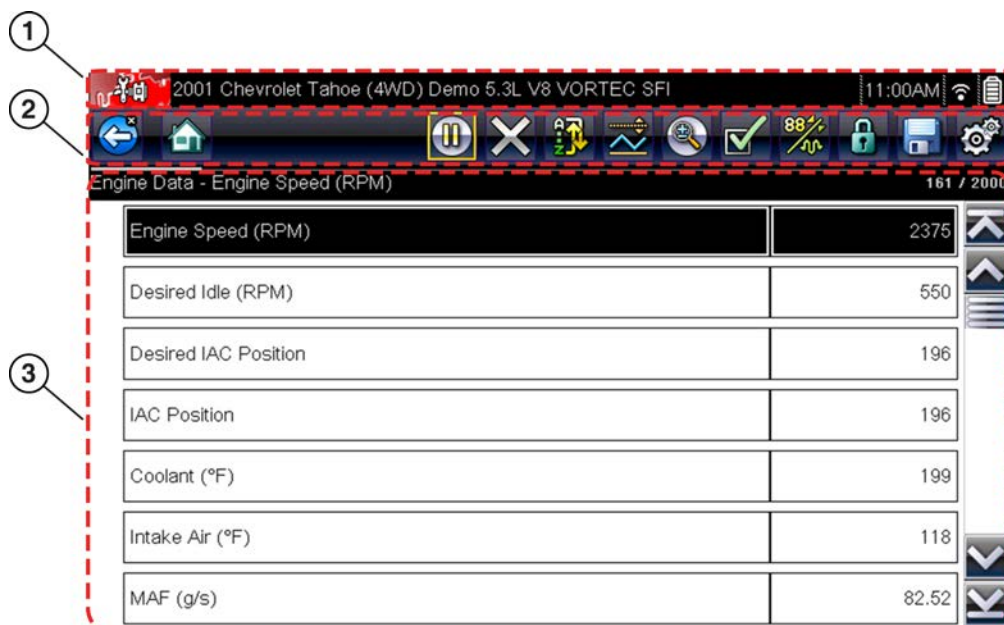 1
2001 Chevrolet Tahoe (4WD) Demo 5.3L V8 VORTEC SFI 11:00AM
2
A Z 88
Engine Data - Engine Speed (RPM) 161 / 2000
Engine Speed (RPM) 2375
Desired Idle (RPM) 550
Desired IAC Position 196
3
IAC Position 196
Coolant (°F) 199
Intake Air (°F) 118
MAF (g/s) 82.52